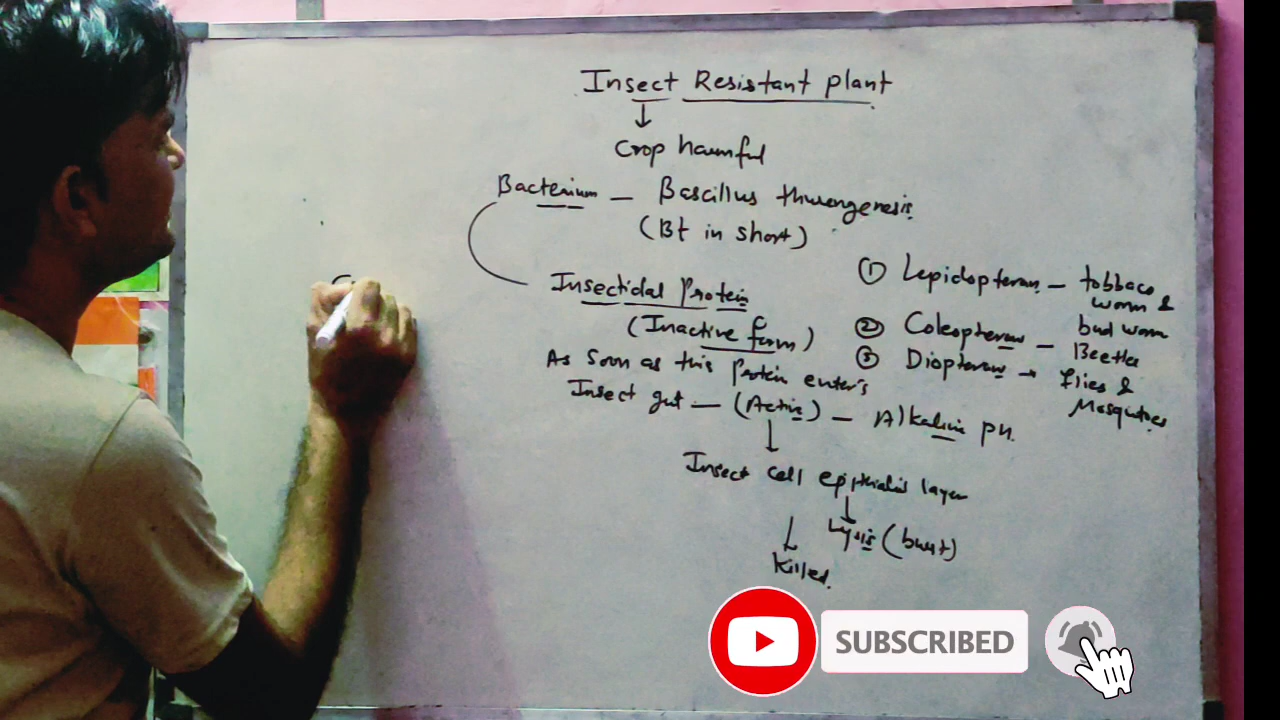 Insect Resistant plant
↓
Crop harmful
Bacterium — Bascillus thurengenesis
(Bt in short)
Insectidal Protein
(Inactive form)
As Soon as this Protein enter's
Insect gut — (Active) — Alkaline pH.
↓
Insect cell epithelial layer
↓
Lysis (burst)
↓
Killed.
① Lepidopteran — tobbaco
worm &
bud worm
② Coleopteran — Beetles
③ Diopteran → flies &
Mosquitoes
SUBSCRIBED